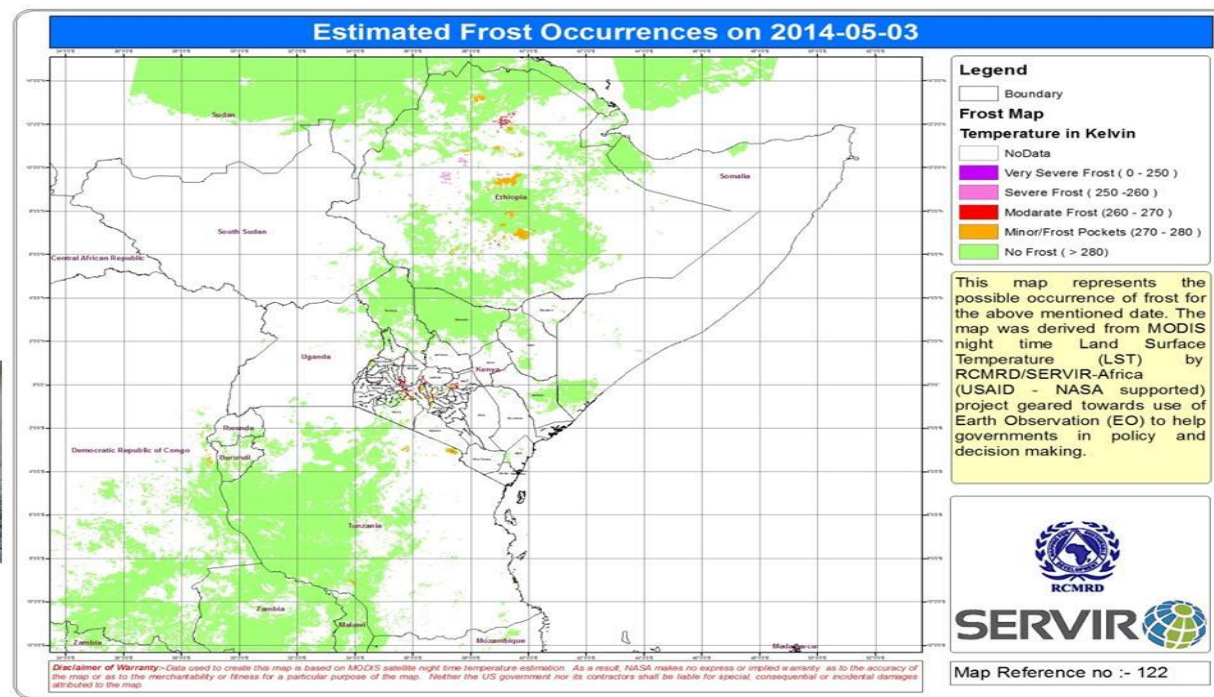 Estimated Frost Occurrences on 2014-05-03
Sudan
Somalia
Ethiopia
South Sudan
Central African Republic
Uganda
Kenya
Rwanda
Democratic Republic of Congo
Burundi
Tanzania
Zambia
Malawi
Zambia
Mozambique
Legend
Boundary
Frost Map
Temperature in Kelvin
NoData
Very Severe Frost ( 0 - 250 )
Severe Frost (250 -260 )
Modarate Frost (260 - 270 )
Minor/Frost Pockets (270 - 280 )
No Frost ( > 280)
This map represents the
possible occurrence of frost for
the above mentioned date. The
map was derived from MODIS
night time Land Surface
Temperature (LST) by
RCMRD/SERVIR-Africa
(USAID - NASA supported)
project geared towards use of
Earth Observation (EO) to help
governments in policy and
decision making.
RCMRD
SERVIR
Map Reference no :- 122
Disclaimer of Warranty:-Data used to create this map is based on MODIS satellite night time temperature estimation. As a result, NASA makes no express or implied warranty as to the accuracy of
the map or as to the merchantability or fitness for a particular purpose of the map. Neither the US government nor its contractors shall be liable for special, consequential or incidental damages
attributed to the map.